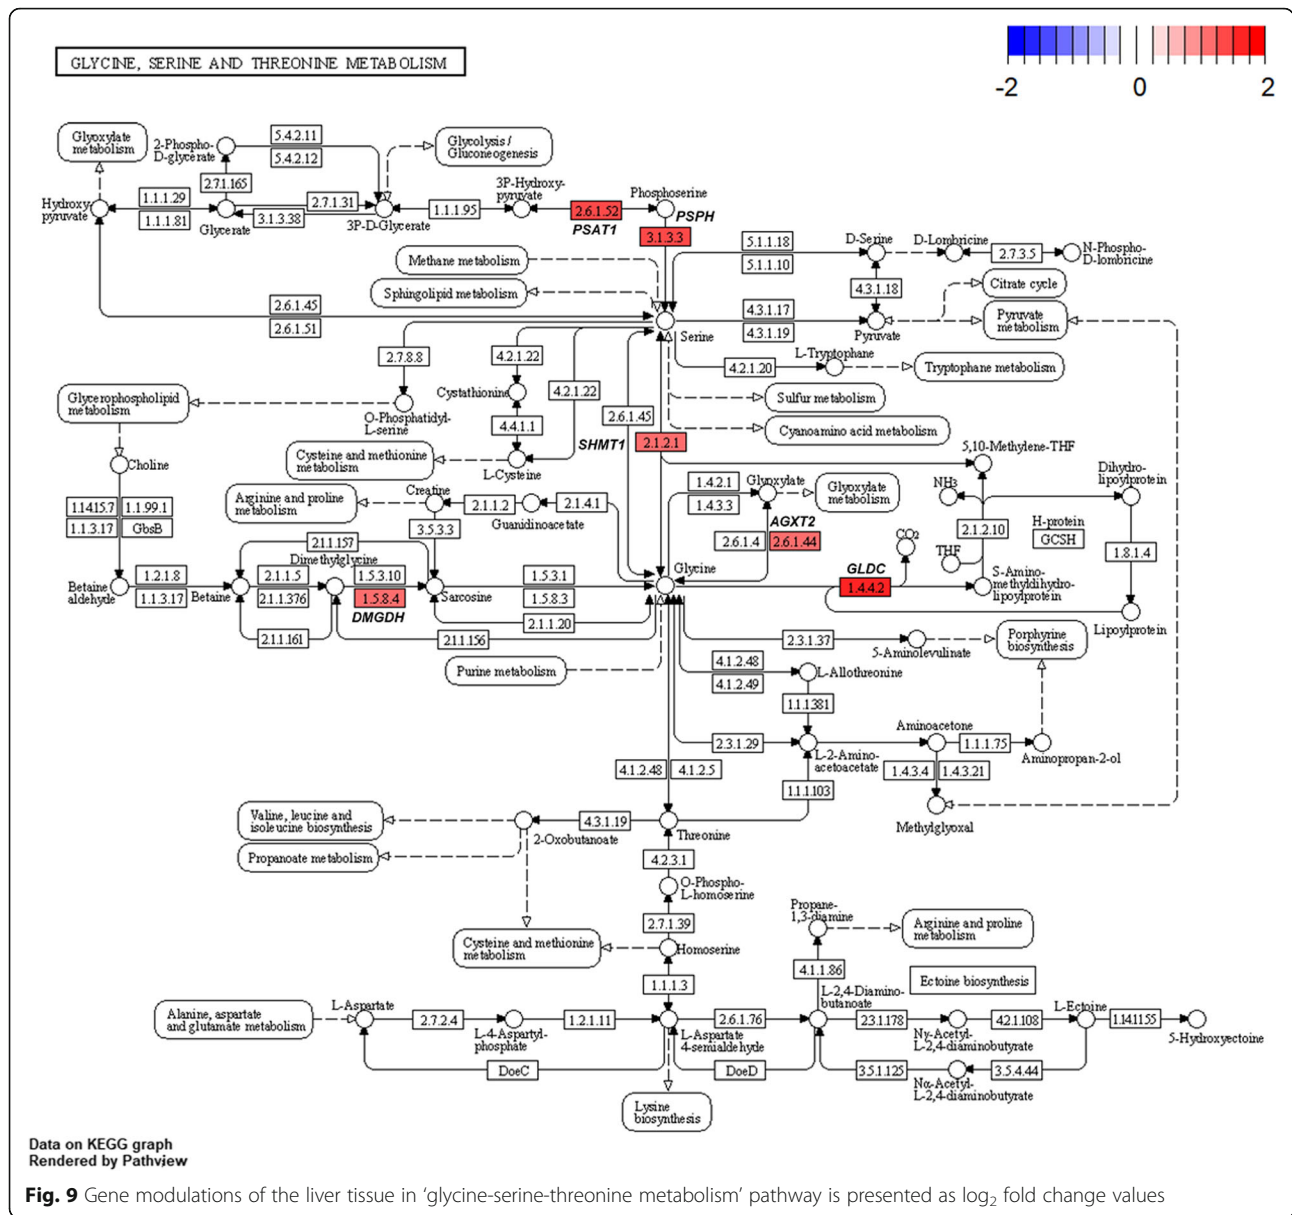 GLYCINE, SERINE AND THREONINE METABOLISM
-2
0
2
Glyoxylate
metabolism
2-Phospho-
D-glycerate
5.4.2.11
5.4.2.12
Glycolysis /
Gluconeogenesis
2.7.1.165
Hydroxy-
pyruvate
1.1.1.29
1.1.1.81
Glycerate
2.7.1.31
3.1.3.38
3P-D-Glycerate
1.1.1.95
3P-Hydroxy-
pyruvate
2.6.1.52
PSAT1
Phosphoserine
PSPH
3.1.3.3
Methane metabolism
Sphingolipid metabolism
5.1.1.18
5.1.1.10
D-Serine
D-Lombricine
2.7.3.5
N-Phospho-
D-lombricine
4.3.1.18
Citrate cycle
2.6.1.45
2.6.1.51
Serine
4.3.1.17
4.3.1.19
Pyruvate
Pyruvate
metabolism
2.7.8.8
4.2.1.22
4.2.1.22
4.2.1.20
L-Tryptophane
Tryptophane metabolism
Glycerophospholipid
metabolism
O-Phosphatidyl-
L-serine
Cystathionine
4.4.1.1
2.6.1.45
Sulfur metabolism
Cyanoamino acid metabolism
SHMT1
2.1.2.1
Cysteine and methionine
metabolism
L-Cysteine
5,10-Methylene-THF
Choline
1.14.15.7
1.1.99.1
1.1.3.17
GbsB
Arginine and proline
metabolism
Creatine
2.1.1.2
Guanidinoacetate
2.1.4.1
3.5.3.3
1.4.2.1
1.4.3.3
Glyoxylate
Glyoxylate
metabolism
AGXT2
2.6.1.4
2.6.1.44
NH3
Dihydro-
lipoylprotein
2.1.2.10
H-protein
GCSH
1.8.1.4
CO2
THF
2.1.1.157
Dimethylglycine
Betaine
aldehyde
1.2.1.8
1.1.3.17
Betaine
2.1.1.5
2.1.1.376
1.5.3.10
1.5.8.4
DMGDH
Sarcosine
1.5.3.1
1.5.8.3
2.1.1.20
Glycine
GLDC
1.4.4.2
S-Amino-
methyldihydro-
lipoylprotein
Lipoylprotein
2.1.1.161
2.1.1.156
Purine metabolism
2.3.1.37
5-Aminolevulinate
Porphyrine
biosynthesis
4.1.2.48
4.1.2.49
L-Allothreonine
1.1.1.381
2.3.1.29
L-2-Amino-
acetoacetate
Aminoacetone
1.1.1.75
Aminopropan-2-ol
4.1.2.48
4.1.2.5
1.1.1.103
1.4.3.4
1.4.3.21
Methylglyoxal
Valine, leucine and
isoleucine biosynthesis
Propanoate metabolism
2-Oxobutanoate
4.3.1.19
Threonine
4.2.3.1
O-Phospho-
L-homoserine
2.7.1.39
Cysteine and methionine
metabolism
Homoserine
1.1.1.3
Propane-
1,3-diamine
Arginine and proline
metabolism
4.1.1.86
Ectoine biosynthesis
Alanine, aspartate
and glutamate metabolism
L-Aspartate
2.7.2.4
L-4-Aspartyl-
phosphate
1.2.1.11
L-Aspartate
4-semialdehyde
2.6.1.76
L-2,4-Diamino-
butanoate
2.3.1.178
Nγ-Acetyl-
L-2,4-diaminobutyrate
4.2.1.108
L-Ectoine
1.14.11.55
5-Hydroxyectoine
DoeC
DoeD
3.5.1.125
Nα-Acetyl-
L-2,4-diaminobutyrate
3.5.4.44
Lysine
biosynthesis
Data on KEGG graph
Rendered by Pathview
Fig. 9 Gene modulations of the liver tissue in ‘glycine-serine-threonine metabolism’ pathway is presented as log2 fold change values